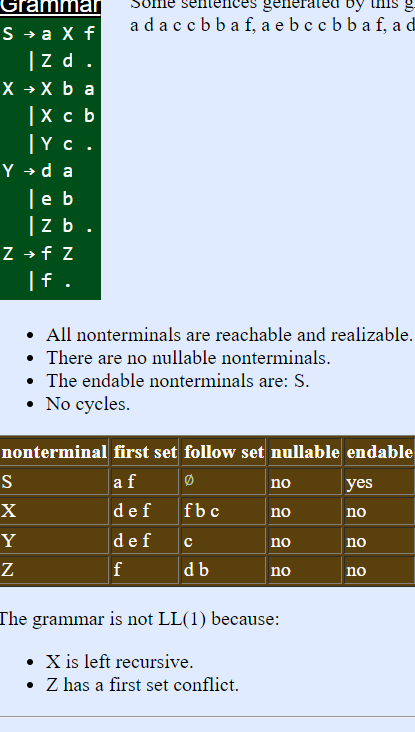 Grammar
S → a X f
| Z d .
X → X b a
| X c b
| Y c .
Y → d a
| e b
| Z b .
Z → f Z
| f .
Some sentences generated by this g
a d a c c b b a f, a e b c c b b a f, a d
• All nonterminals are reachable and realizable.
• There are no nullable nonterminals.
• The endable nonterminals are: S.
• No cycles.
nonterminal first set follow set nullable endable
S a f ∅ no yes
X d e f f b c no no
Y d e f c no no
Z f d b no no
The grammar is not LL(1) because:
• X is left recursive.
• Z has a first set conflict.